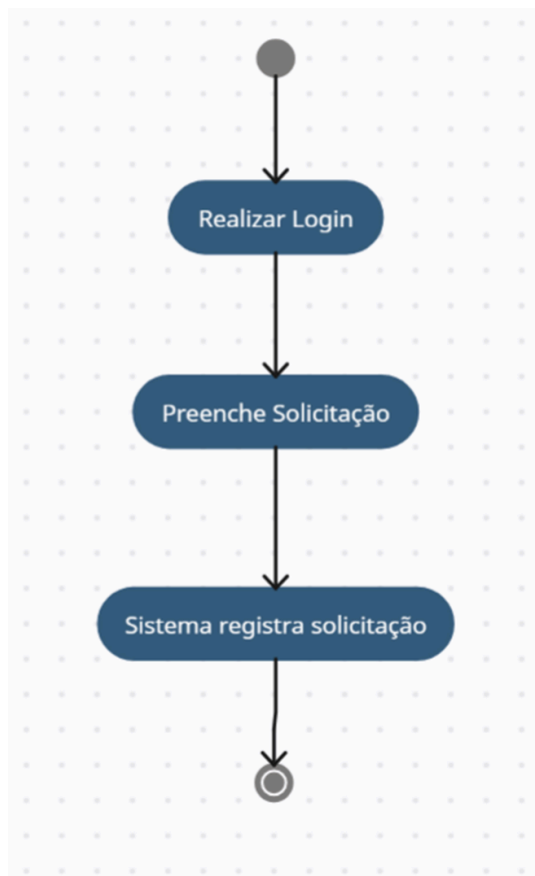 Realizar Login
Preenche Solicitação
Sistema registra solicitação